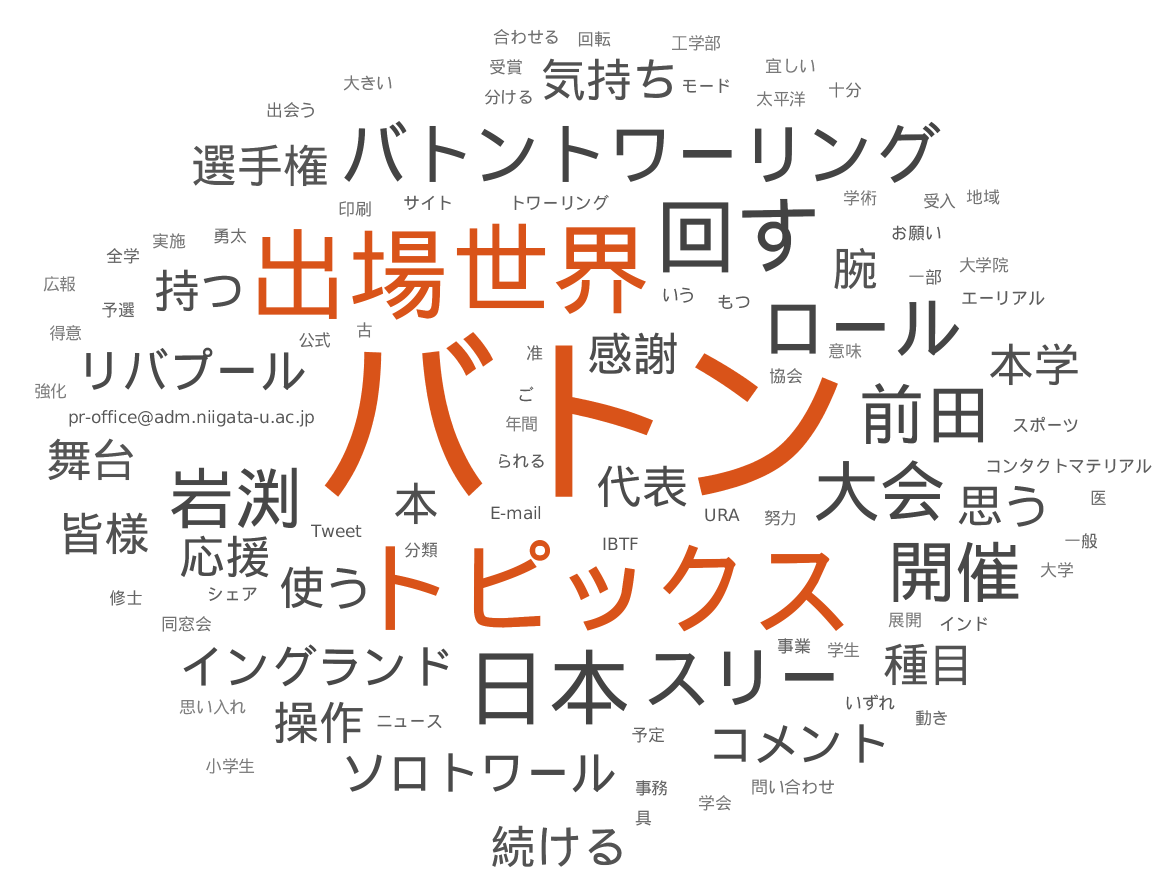 合わせる 回転 工学部
受賞 気持ち モード 宜しい
大きい 分ける 太平洋 十分
出会う
選手権 バトントワーリング
印刷 サイト トワーリング 回す 学術 受入 地域
全学 実施 勇太 出場 世界 腕 お願い
広報 予選 持つ いう もつ 一部 大学院
得意 公式 古 ロール エーリアル
リバプール 准 感謝 意味 本学
強化 バトン ご 協会
pr-office@adm.niigata-u.ac.jp 年間 前田 スポーツ
舞台 られる コンタクトマテリアル
岩渕 本 代表 大会 思う 医
皆様 Tweet E-mail URA 努力
応援 分類 IBTF 一般
使う トピックス 開催 大学
修士 シェア
同窓会 展開 インド
イングランド 日本 スリー 事業 学生 種目
思い入れ いずれ
操作 ニュース 予定 コメント 動き
小学生 ソロトワール 事務 学会 問い合わせ
具
続ける